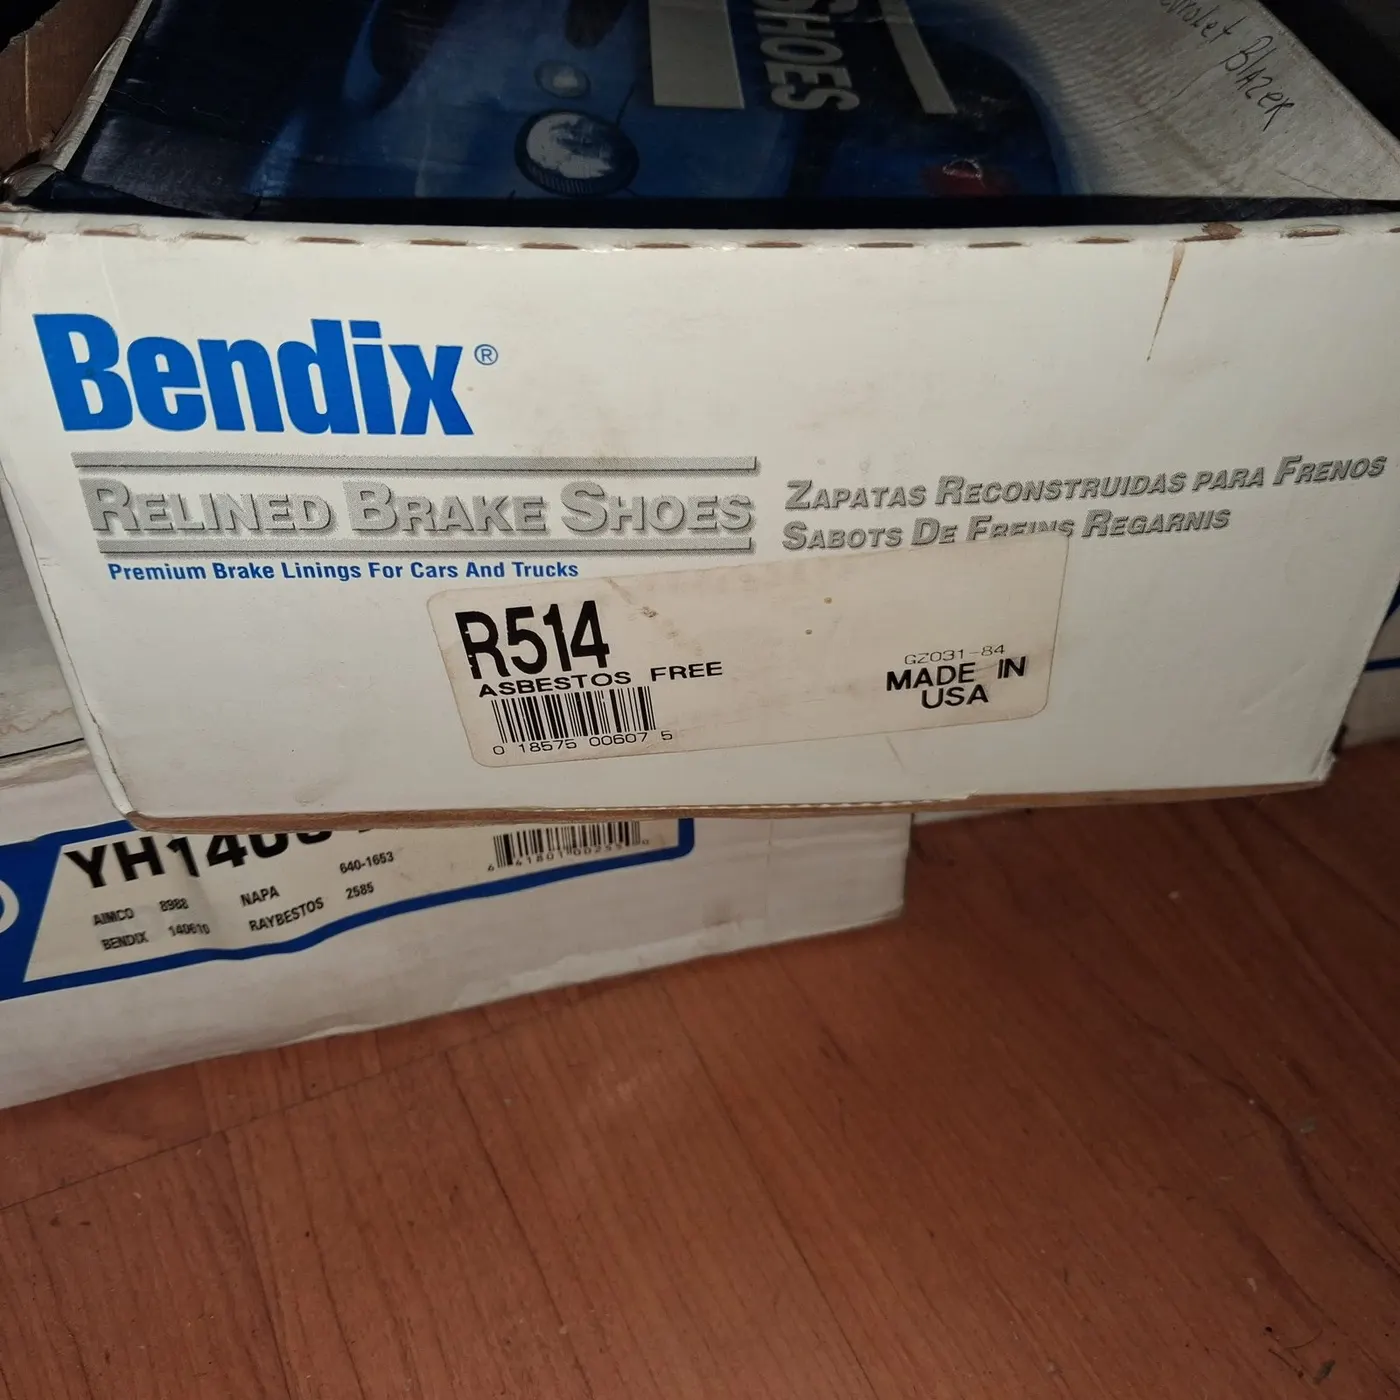 SHOES
Blazer
Bendix®
RELINED BRAKE SHOES
ZAPATAS RECONSTRUIDAS PARA FRENOS
SABOTS DE FREINS REGARNIS
Premium Brake Linings For Cars And Trucks
R514
ASBESTOS FREE
GZ031-84
MADE IN
USA
0 18575 00607 5
NAPA 640-1653
AIMCO 8988
RAYBESTOS 2585
BENDIX 140610